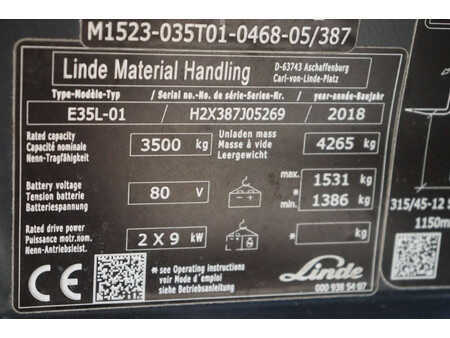 M1523-035T01-0468-05/387
Linde Material Handling
D-63743 Aschaffenburg
Carl-von-Linde-Platz
Type-Modèle-Typ / Serial no.-No. de série-Serien-Nr. / year-année-Baujahr
E35L-01 / H2X387J05269 / 2018
Rated capacity
Capacité nominale
Nenn-Tragfähigkeit
3500 kg
Unladen mass
Masse à vide
Leergewicht
4265 kg
Battery voltage
Tension batterie
Batteriespannung
80 V
max. 1531 kg
*
min. 1386 kg
Rated drive power
Puissance motr.nom.
Nenn-Antriebsleist.
2 X 9 kW
* kg
CE
* see Operating instructions
voir Mode d'emploi
siehe Betriebsanleitung
Linde
000 938 54 07
315/45-12 S
1150m